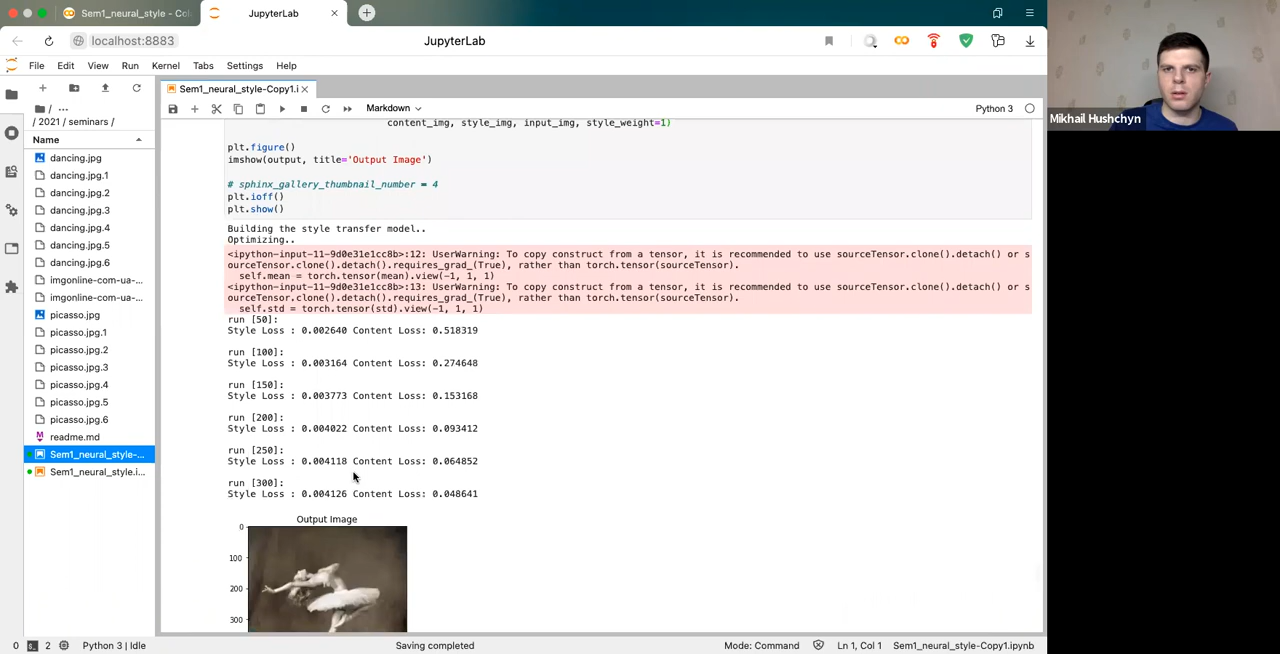 Sem1_neural_style - Col
JupyterLab
localhost:8883
JupyterLab
File Edit View Run Kernel Tabs Settings Help
Sem1_neural_style-Copy1.i
Markdown
Python 3
Mikhail Hushchyn
/ ...
/ 2021 / seminars /
Name
dancing.jpg
dancing.jpg.1
dancing.jpg.2
dancing.jpg.3
dancing.jpg.4
dancing.jpg.5
dancing.jpg.6
imgonline-com-ua-...
imgonline-com-ua-...
picasso.jpg
picasso.jpg.1
picasso.jpg.2
picasso.jpg.3
picasso.jpg.4
picasso.jpg.5
picasso.jpg.6
readme.md
Sem1_neural_style-...
Sem1_neural_style.i...
content_img, style_img, input_img, style_weight=1)
plt.figure()
imshow(output, title='Output Image')
# sphinx_gallery_thumbnail_number = 4
plt.ioff()
plt.show()
Building the style transfer model..
Optimizing..
<ipython-input-11-9d0e31e1cc8b>:12: UserWarning: To copy construct from a tensor, it is recommended to use sourceTensor.clone().detach() or s
ourceTensor.clone().detach().requires_grad_(True), rather than torch.tensor(sourceTensor).
self.mean = torch.tensor(mean).view(-1, 1, 1)
<ipython-input-11-9d0e31e1cc8b>:13: UserWarning: To copy construct from a tensor, it is recommended to use sourceTensor.clone().detach() or s
ourceTensor.clone().detach().requires_grad_(True), rather than torch.tensor(sourceTensor).
self.std = torch.tensor(std).view(-1, 1, 1)
run [50]:
Style Loss : 0.002640 Content Loss: 0.518319
run [100]:
Style Loss : 0.003164 Content Loss: 0.274648
run [150]:
Style Loss : 0.003773 Content Loss: 0.153168
run [200]:
Style Loss : 0.004022 Content Loss: 0.093412
run [250]:
Style Loss : 0.004118 Content Loss: 0.064852
run [300]:
Style Loss : 0.004126 Content Loss: 0.048641
Output Image
0
100
200
300
0 2 Python 3 | Idle
Saving completed
Mode: Command
Ln 1, Col 1
Sem1_neural_style-Copy1.ipynb